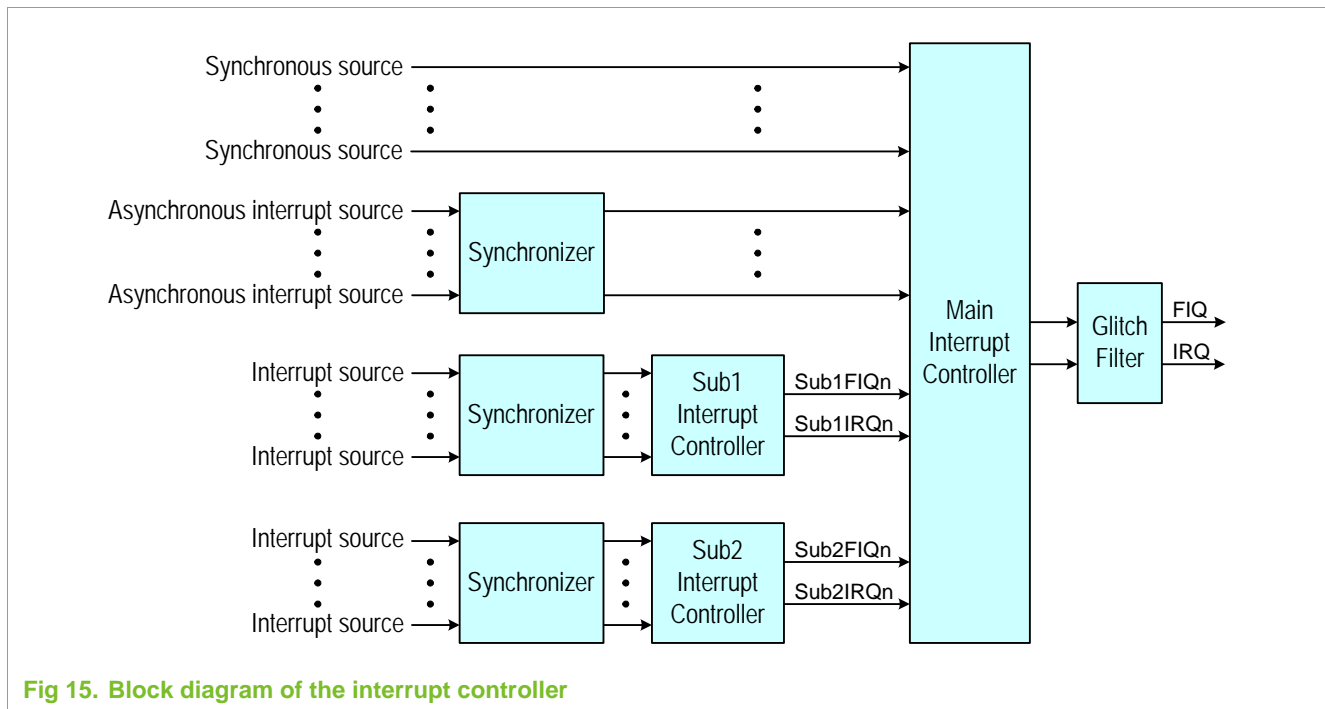 Synchronous source
Synchronous source
Asynchronous interrupt source
Synchronizer
Asynchronous interrupt source
Main
Interrupt
Controller
Glitch
Filter
FIQ
IRQ
Interrupt source
Synchronizer
Interrupt source
Sub1
Interrupt
Controller
Sub1FIQn
Sub1IRQn
Interrupt source
Synchronizer
Interrupt source
Sub2
Interrupt
Controller
Sub2FIQn
Sub2IRQn
Fig 15. Block diagram of the interrupt controller